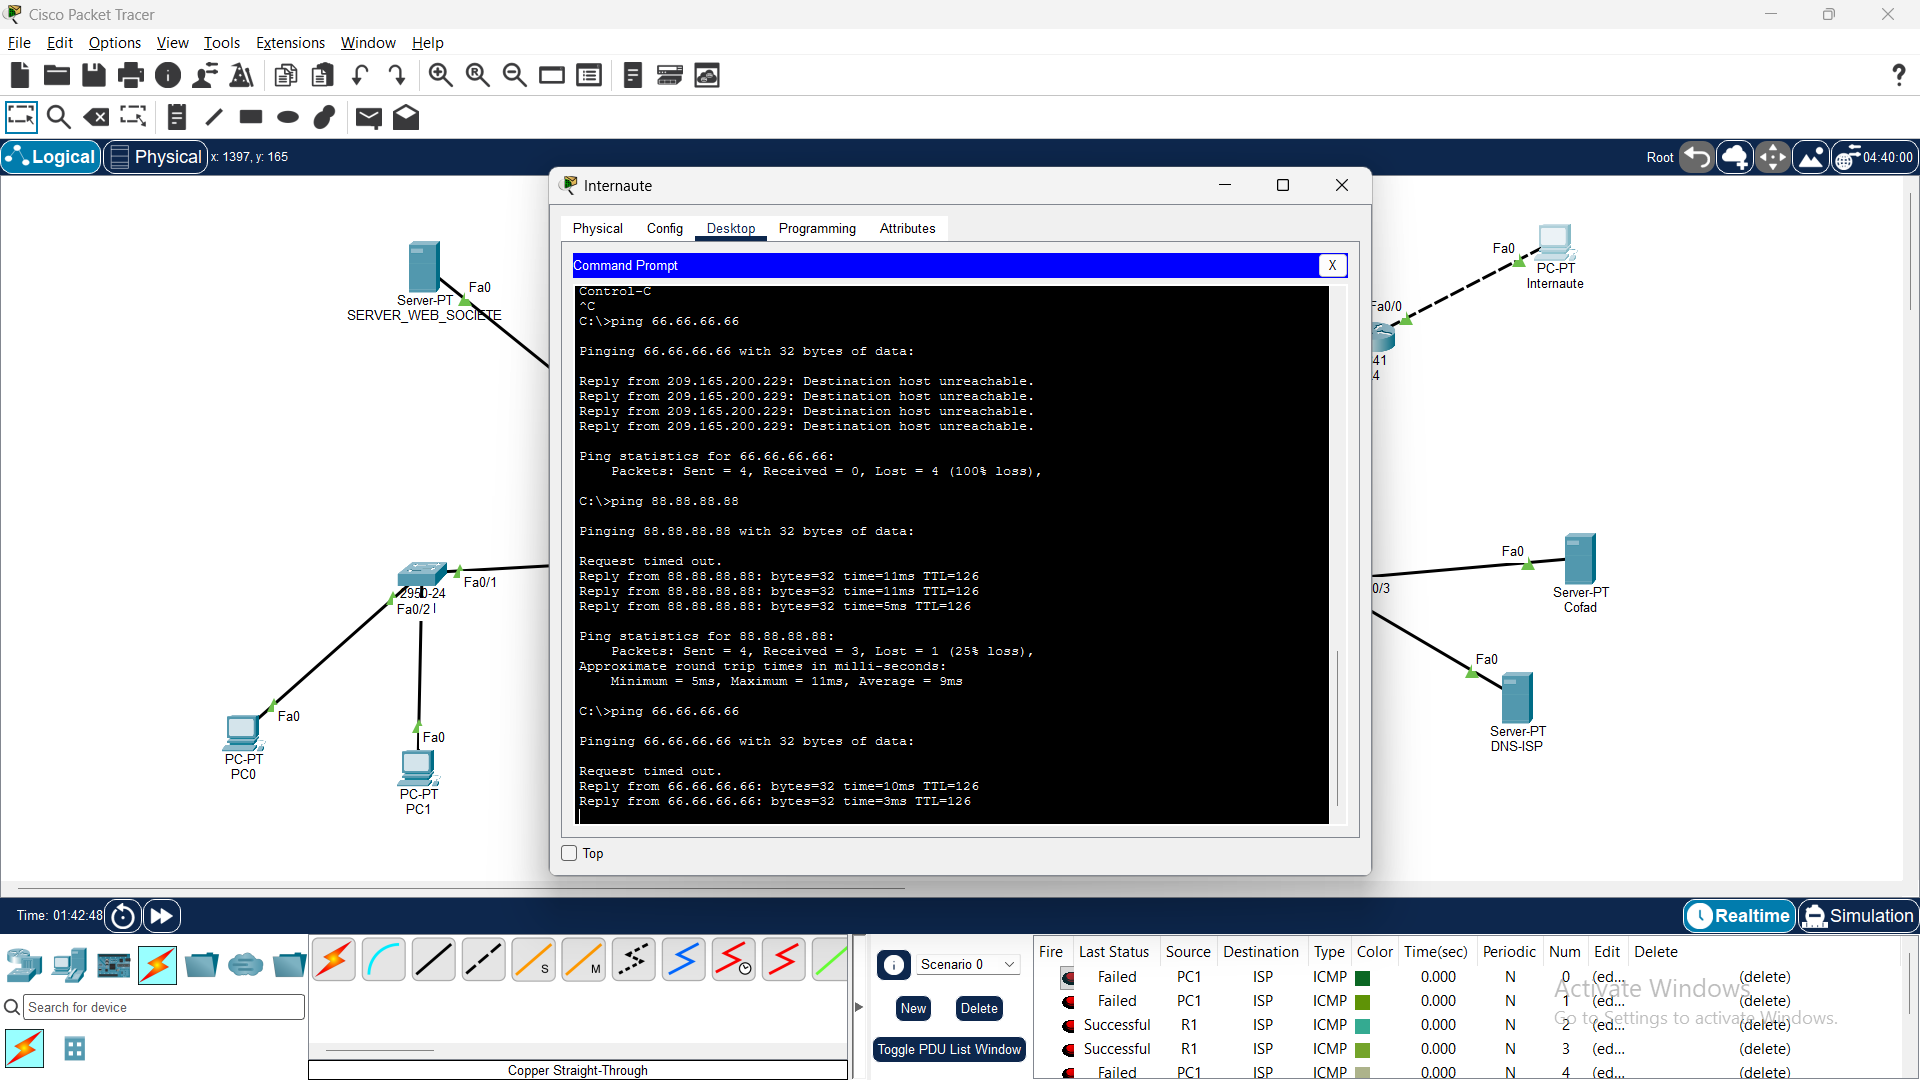 Cisco Packet Tracer
File Edit Options View Tools Extensions Window Help
Logical Physical x: 1397, y: 165
Root 04:40:00
Internaute
Physical Config Desktop Programming Attributes
Command Prompt X
Control-C
^C
C:\>ping 66.66.66.66
Pinging 66.66.66.66 with 32 bytes of data:
Reply from 209.165.200.229: Destination host unreachable.
Reply from 209.165.200.229: Destination host unreachable.
Reply from 209.165.200.229: Destination host unreachable.
Reply from 209.165.200.229: Destination host unreachable.
Ping statistics for 66.66.66.66:
Packets: Sent = 4, Received = 0, Lost = 4 (100% loss),
C:\>ping 88.88.88.88
Pinging 88.88.88.88 with 32 bytes of data:
Request timed out.
Reply from 88.88.88.88: bytes=32 time=11ms TTL=126
Reply from 88.88.88.88: bytes=32 time=11ms TTL=126
Reply from 88.88.88.88: bytes=32 time=5ms TTL=126
Ping statistics for 88.88.88.88:
Packets: Sent = 4, Received = 3, Lost = 1 (25% loss),
Approximate round trip times in milli-seconds:
Minimum = 5ms, Maximum = 11ms, Average = 9ms
C:\>ping 66.66.66.66
Pinging 66.66.66.66 with 32 bytes of data:
Request timed out.
Reply from 66.66.66.66: bytes=32 time=10ms TTL=126
Reply from 66.66.66.66: bytes=32 time=3ms TTL=126
Top
Fa0
Server-PT
SERVER_WEB_SOCIETE
Fa0/1
2950-24
Fa0/2
Fa0
PC-PT
PC0
Fa0
PC-PT
PC1
Fa0
PC-PT
Internaute
Fa0/0
41
4
Fa0
0/3
Server-PT
Cofad
Fa0
Server-PT
DNS-ISP
Time: 01:42:48
Realtime Simulation
Search for device
S M
Copper Straight-Through
Scenario 0
New Delete
Toggle PDU List Window
Fire Last Status Source Destination Type Color Time(sec) Periodic Num Edit Delete
Failed PC1 ISP ICMP 0.000 N 0 (ed... (delete)
Failed PC1 ISP ICMP 0.000 N 1 (ed... (delete)
Successful R1 ISP ICMP 0.000 N 2 (ed... (delete)
Successful R1 ISP ICMP 0.000 N 3 (ed... (delete)
Failed PC1 ISP ICMP 0.000 N 4 (ed... (delete)
Activate Windows
Go to Settings to activate Windows.